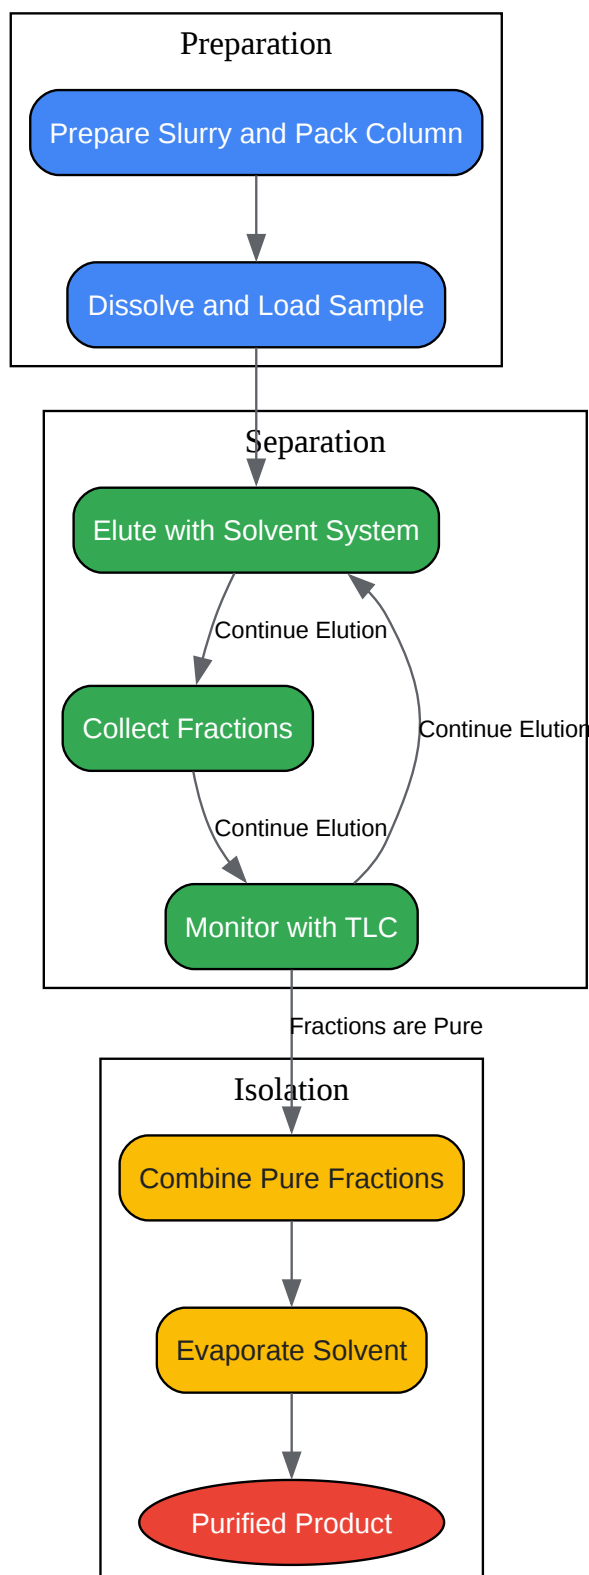 Preparation
Prepare Slurry and Pack Column
Dissolve and Load Sample
Separation
Elute with Solvent System
Continue Elution
Collect Fractions
Continue Elution
Continue Elution
Monitor with TLC
Fractions are Pure
Isolation
Combine Pure Fractions
Evaporate Solvent
Purified Product